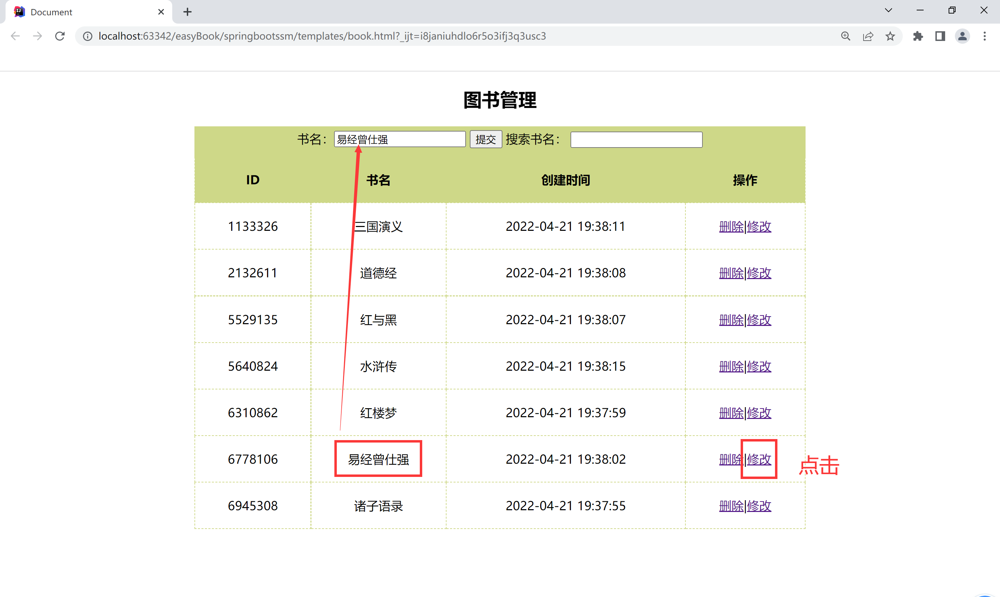 Document
localhost:63342/easyBook/springbootssm/templates/book.html?_ijt=i8janiuhdlo6r5o3ifj3q3usc3
图书管理
书名： 易经曾仕强 提交 搜索书名：
ID 书名 创建时间 操作
1133326 三国演义 2022-04-21 19:38:11 删除|修改
2132611 道德经 2022-04-21 19:38:08 删除|修改
5529135 红与黑 2022-04-21 19:38:07 删除|修改
5640824 水浒传 2022-04-21 19:38:15 删除|修改
6310862 红楼梦 2022-04-21 19:37:59 删除|修改
6778106 易经曾仕强 2022-04-21 19:38:02 删除|修改 点击
6945308 诸子语录 2022-04-21 19:37:55 删除|修改